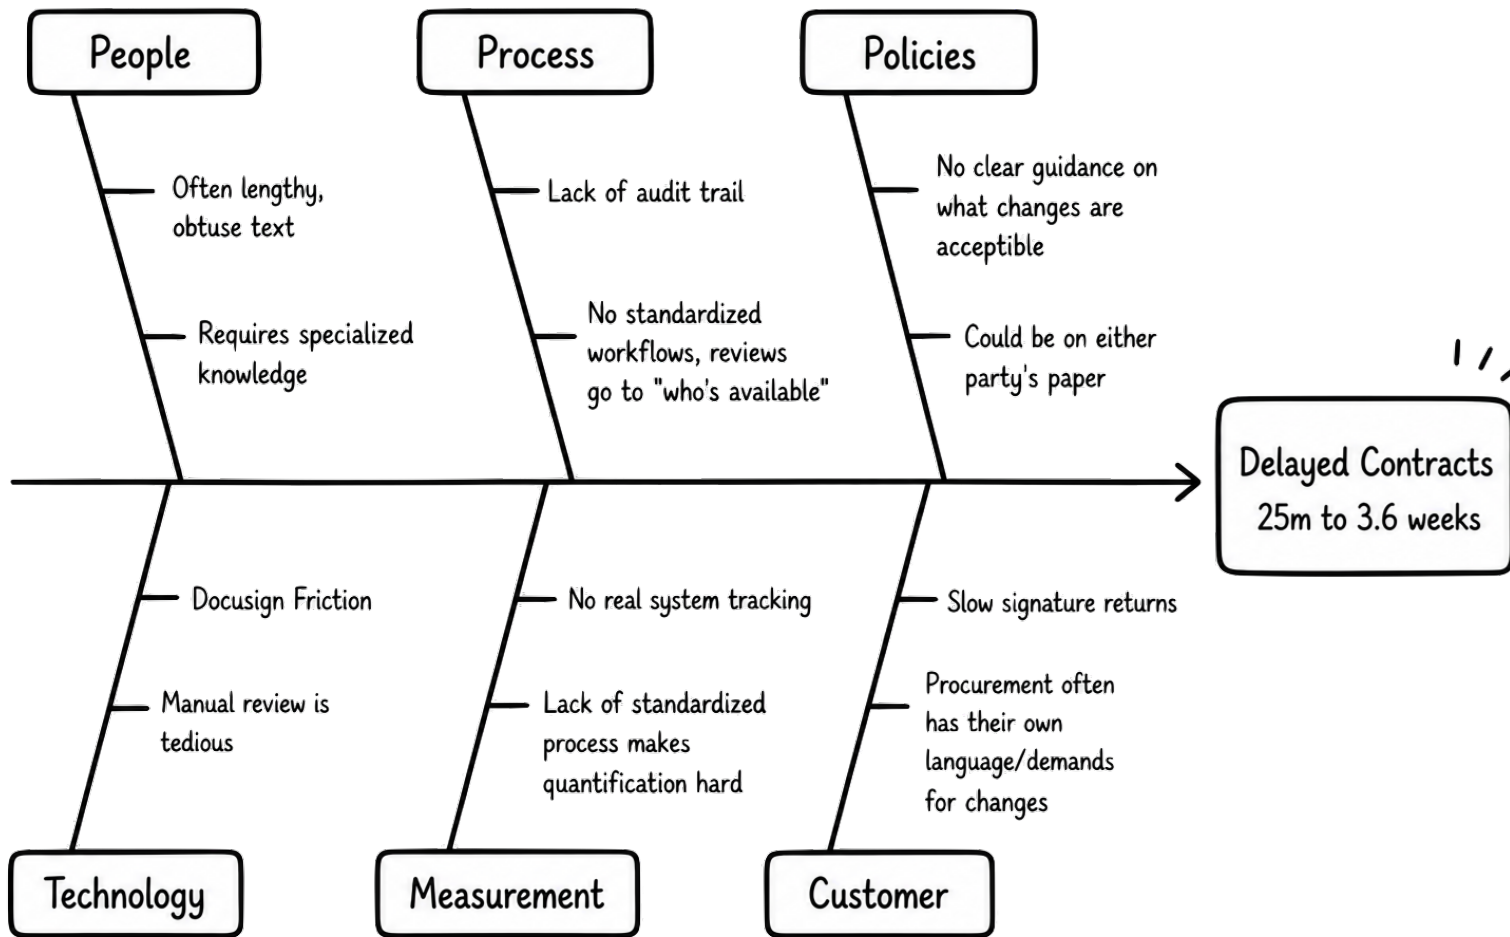 People
Process
Policies
Often lengthy,
obtuse text
Requires specialized
knowledge
Lack of audit trail
No standardized
workflows, reviews
go to "who's available"
No clear guidance on
what changes are
acceptible
Could be on either
party's paper
Delayed Contracts
25m to 3.6 weeks
Docusign Friction
Manual review is
tedious
No real system tracking
Lack of standardized
process makes
quantification hard
Slow signature returns
Procurement often
has their own
language/demands
for changes
Technology
Measurement
Customer